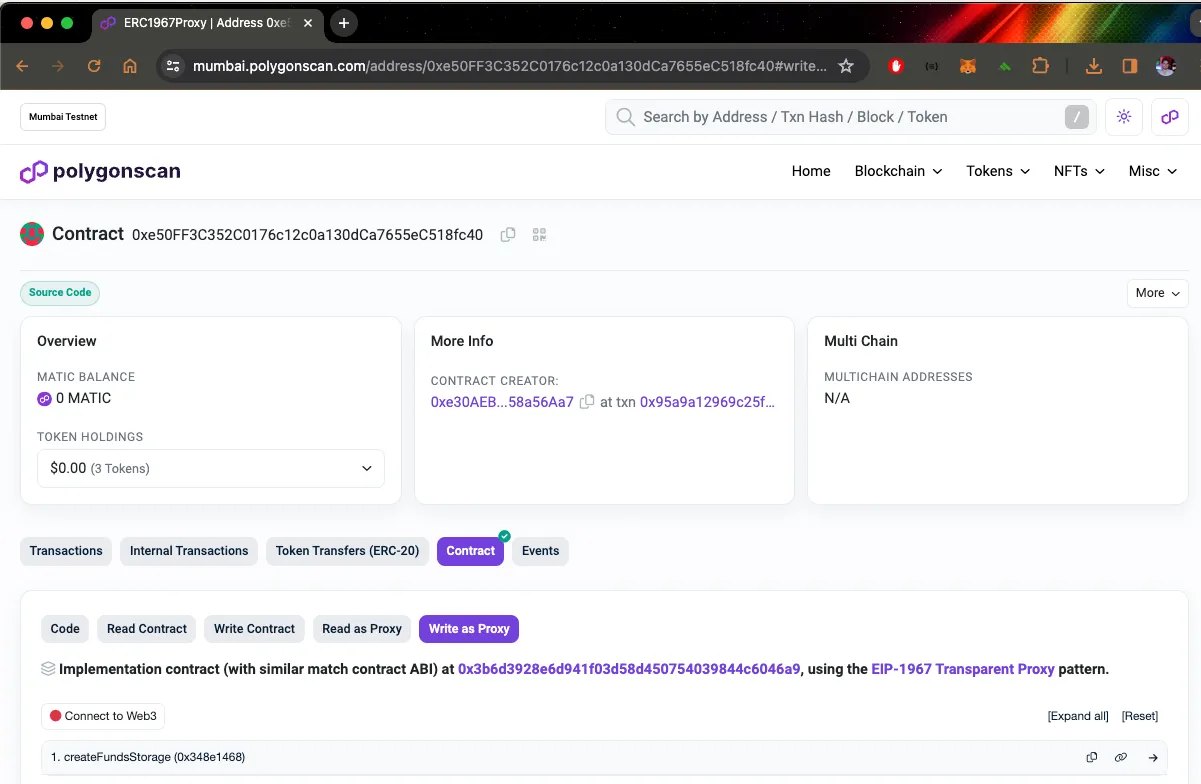 ERC1967Proxy | Address 0xe5
mumbai.polygonscan.com/address/0xe50FF3C352C0176c12c0a130dCa7655eC518fc40#write...
Mumbai Testnet
Search by Address / Txn Hash / Block / Token
/
polygonscan
Home Blockchain Tokens NFTs Misc
Contract 0xe50FF3C352C0176c12c0a130dCa7655eC518fc40
Source Code
More
Overview
MATIC BALANCE
0 MATIC
TOKEN HOLDINGS
$0.00 (3 Tokens)
More Info
CONTRACT CREATOR:
0xe30AEB...58a56Aa7 at txn 0x95a9a12969c25f...
Multi Chain
MULTICHAIN ADDRESSES
N/A
Transactions Internal Transactions Token Transfers (ERC-20) Contract Events
Code Read Contract Write Contract Read as Proxy Write as Proxy
Implementation contract (with similar match contract ABI) at 0x3b6d3928e6d941f03d58d450754039844c6046a9, using the EIP-1967 Transparent Proxy pattern.
Connect to Web3
[Expand all] [Reset]
1. createFundsStorage (0x348e1468)